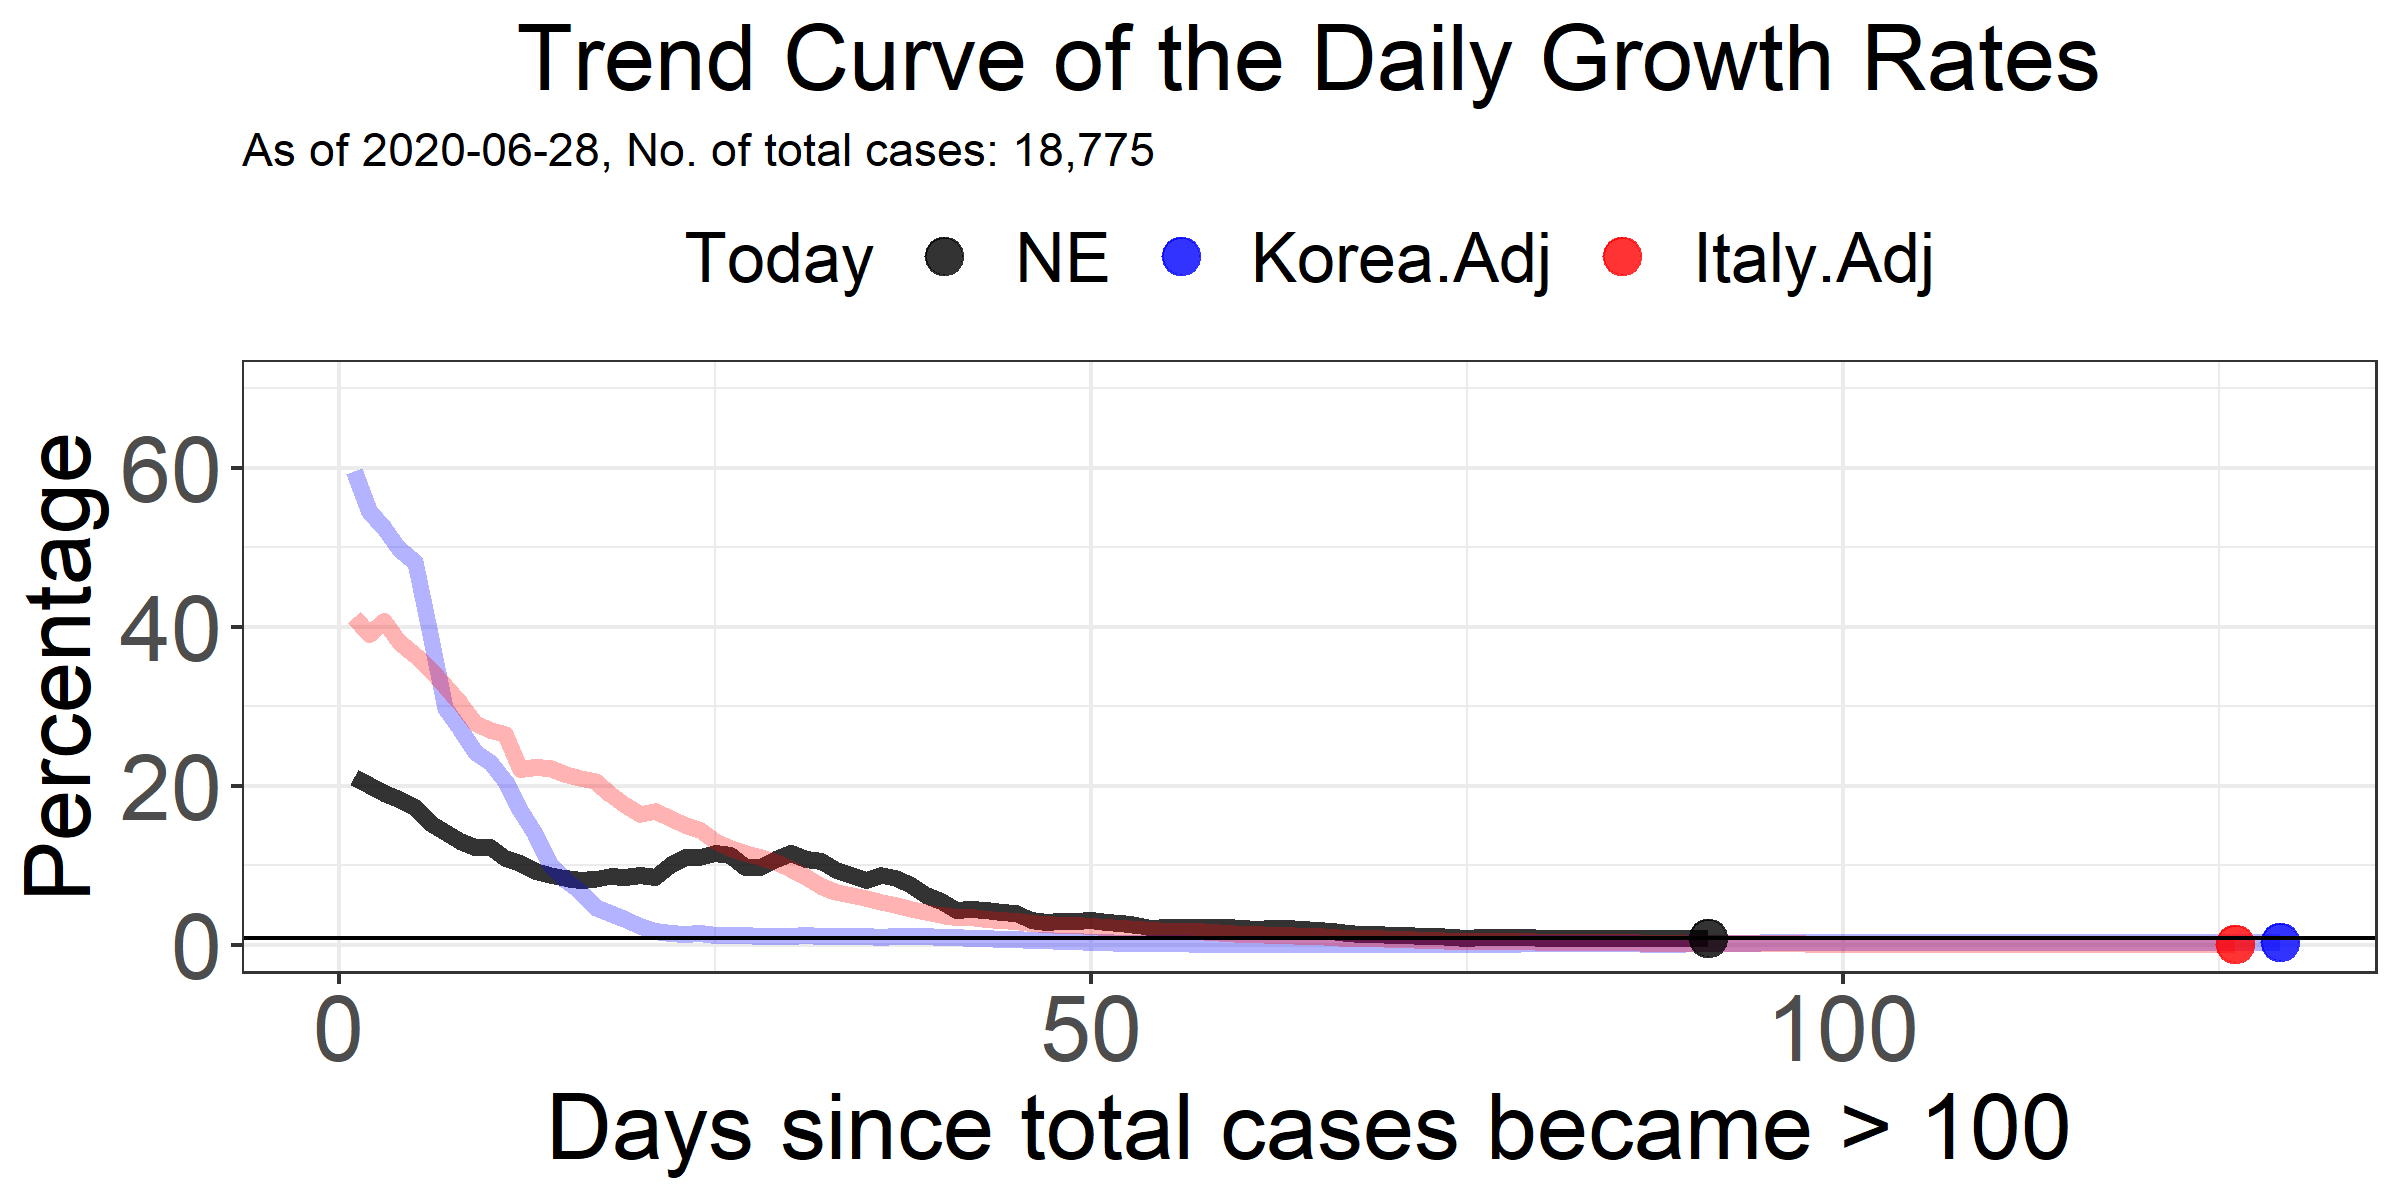 Trend Curve of the Daily Growth Rates
As of 2020-06-28, No. of total cases: 18,775
Today NE Korea.Adj Italy.Adj
Percentage
60
40
20
0
0 50 100
Days since total cases became > 100